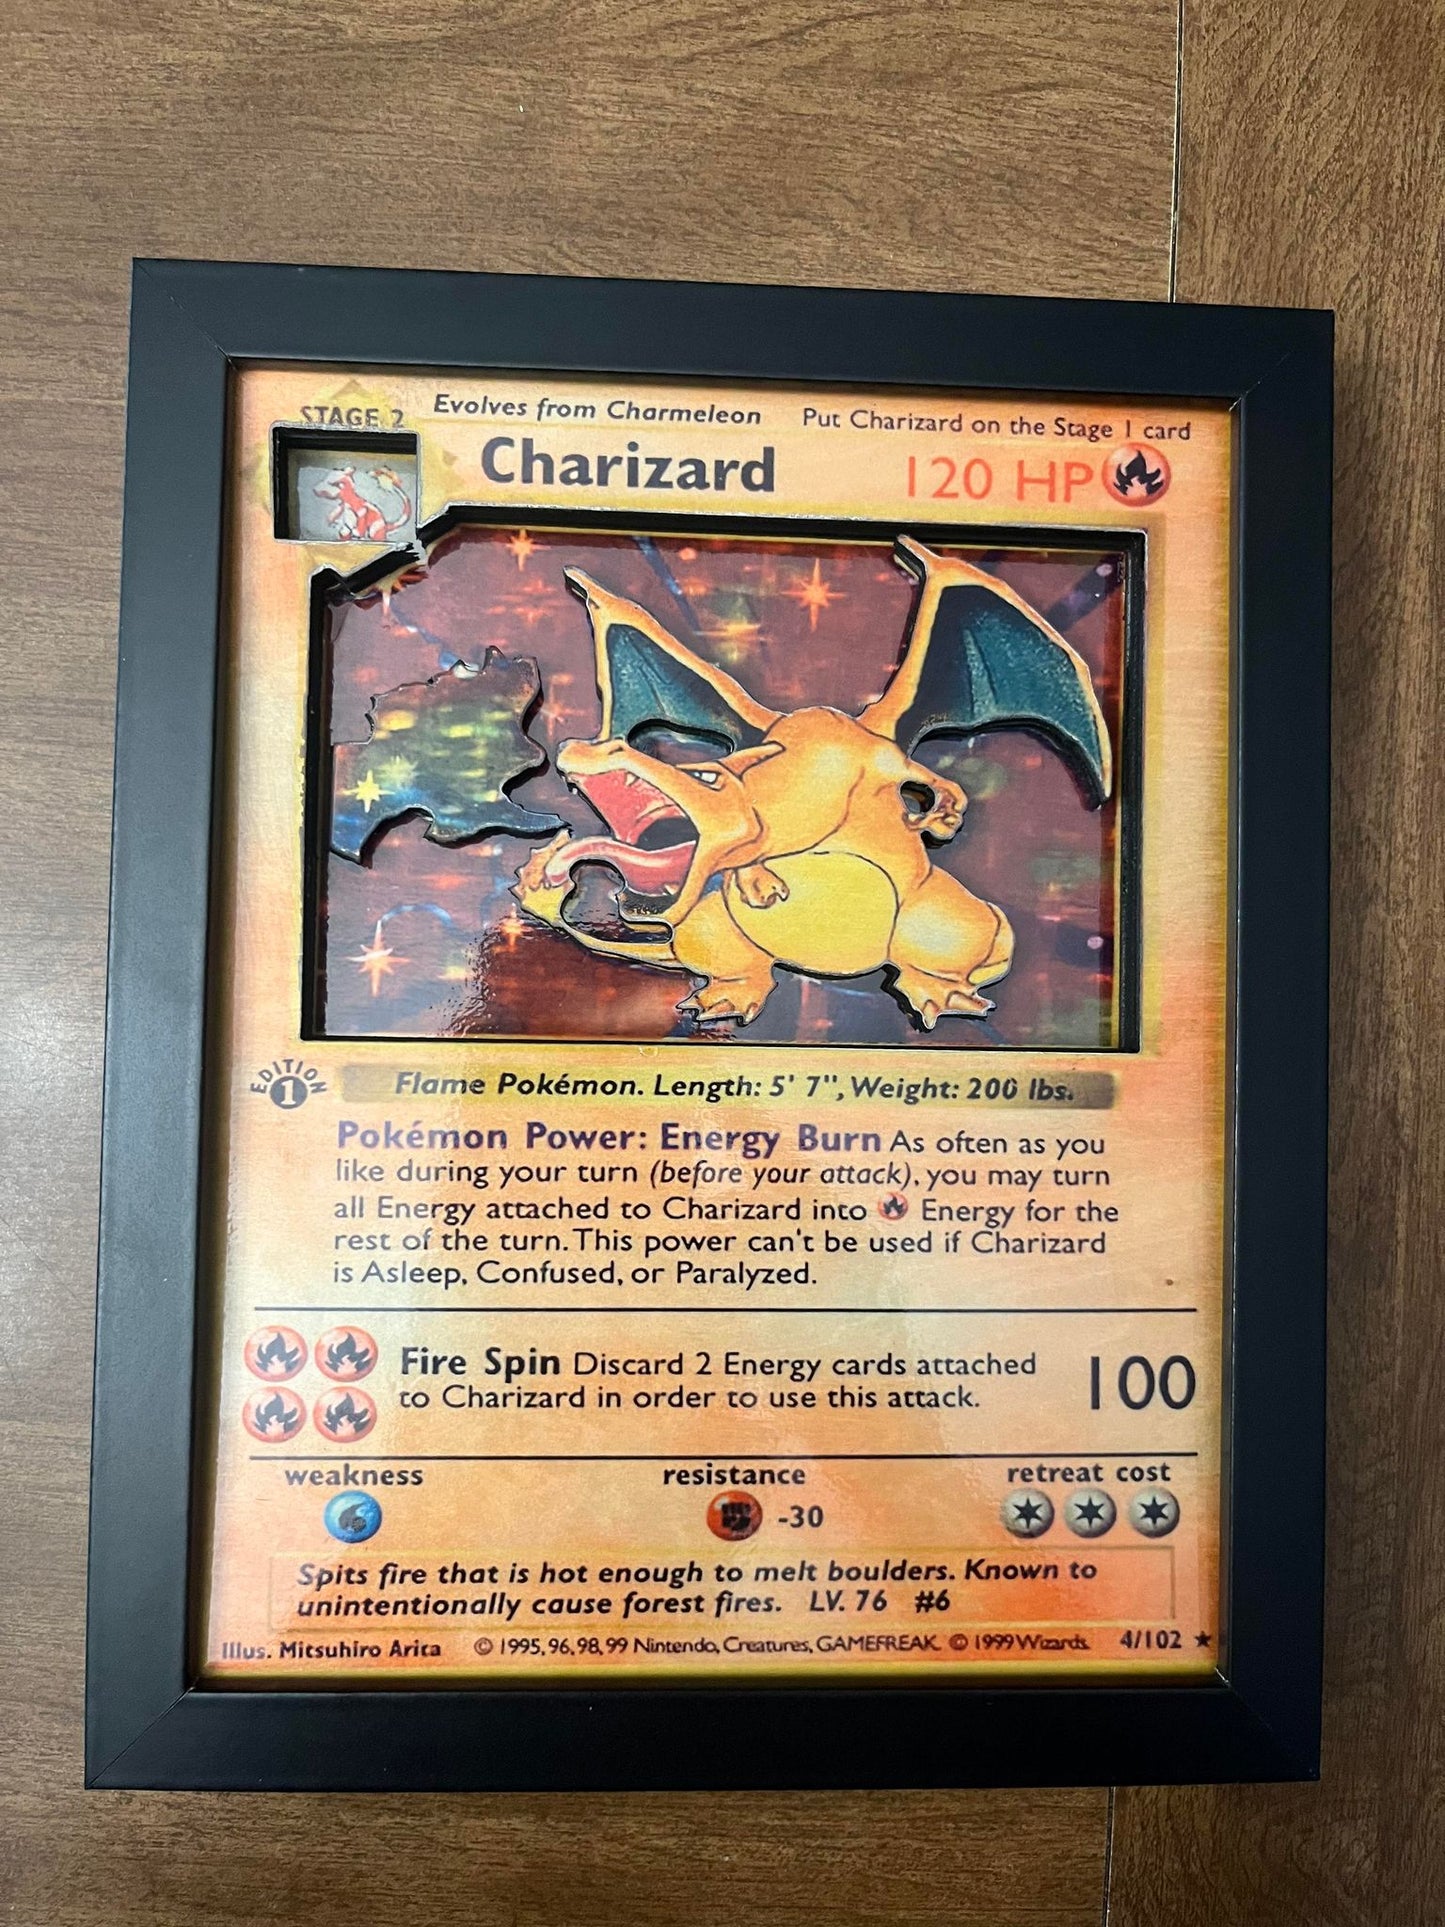 STAGE 2
Evolves from Charmeleon
Put Charizard on the Stage 1 card
Charizard
120 HP
EDITION
1
Flame Pokémon. Length: 5' 7", Weight: 200 lbs.
Pokémon Power: Energy Burn As often as you
like during your turn (before your attack), you may turn
all Energy attached to Charizard into Energy for the
rest of the turn. This power can't be used if Charizard
is Asleep, Confused, or Paralyzed.
Fire Spin Discard 2 Energy cards attached
to Charizard in order to use this attack.
100
weakness
resistance
retreat cost
-30
Spits fire that is hot enough to melt boulders. Known to
unintentionally cause forest fires. LV. 76 #6
Illus. Mitsuhiro Arita © 1995, 96, 98, 99 Nintendo, Creatures, GAMEFREAK. © 1999 Wizards. 4/102 ★